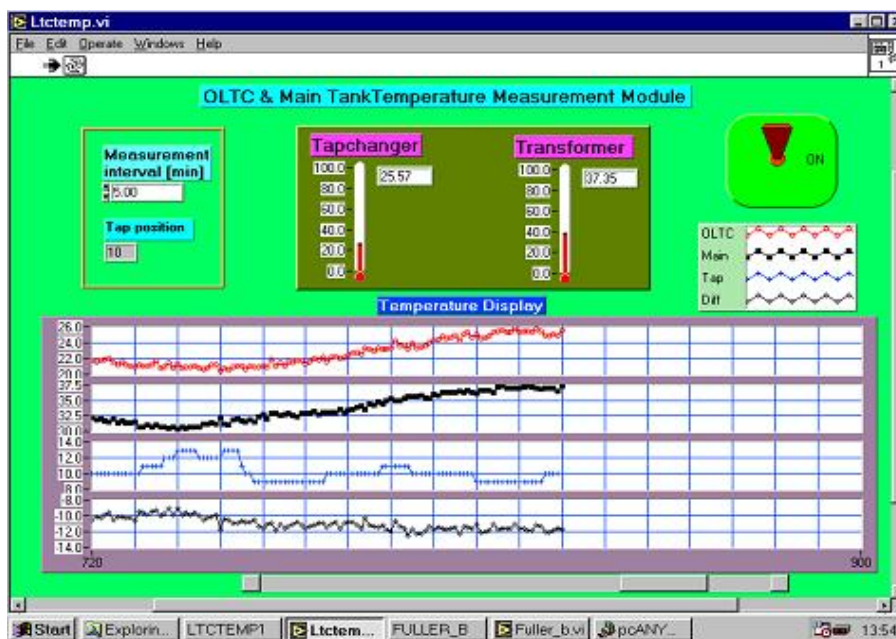 Ltctemp.vi
File Edit Operate Windows Help
1
OLTC & Main TankTemperature Measurement Module
Measurement
interval [min]
5.00
Tap position
10
Tapchanger
100.0
80.0
60.0
40.0
20.0
0.0
25.57
Transformer
100.0
80.0
60.0
40.0
20.0
0.0
37.35
ON
OLTC
Main
Tap
Diff
Temperature Display
26.0
24.0
22.0
20.0
37.5
35.0
32.5
30.0
14.0
12.0
10.0
8.0
-8.0
-10.0
-12.0
-14.0
720 900
Start Explorin... LTCTEMP1 Ltctem... FULLER_B Fuller_b.vi pcANY...